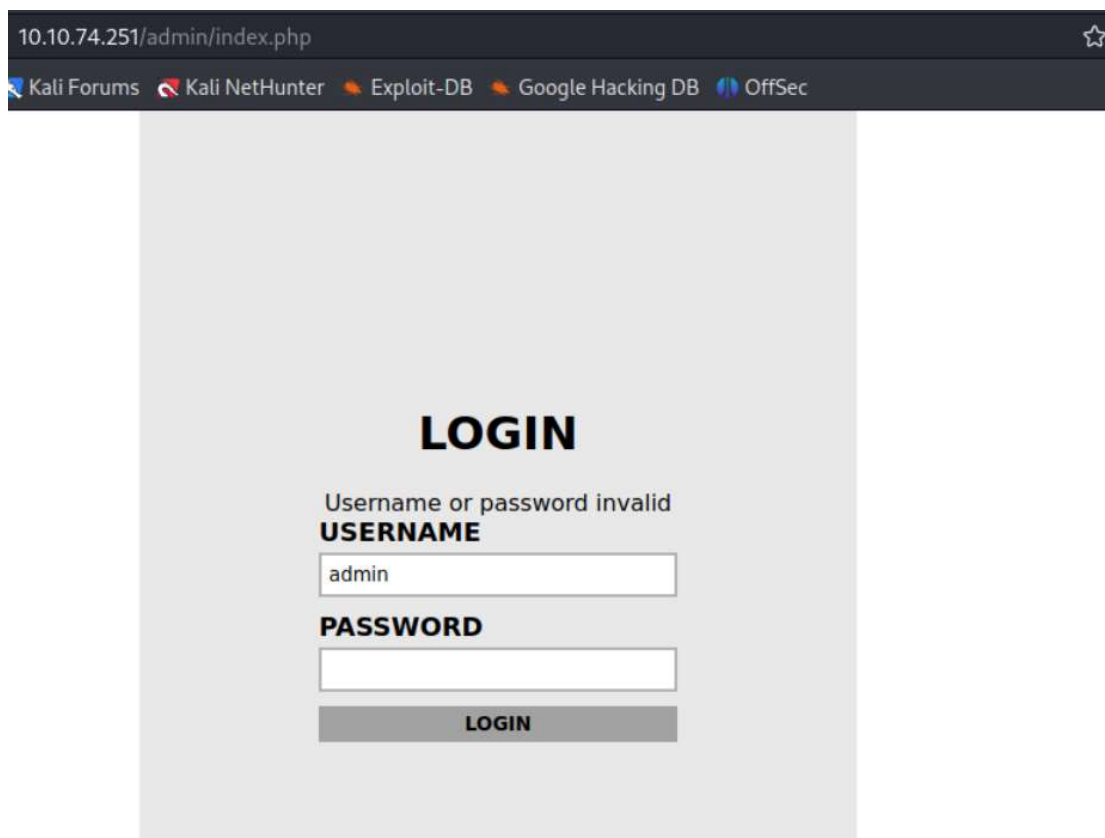 10.10.74.251/admin/index.php
Kali Forums Kali NetHunter Exploit-DB Google Hacking DB OffSec
LOGIN
Username or password invalid
USERNAME
admin
PASSWORD
LOGIN